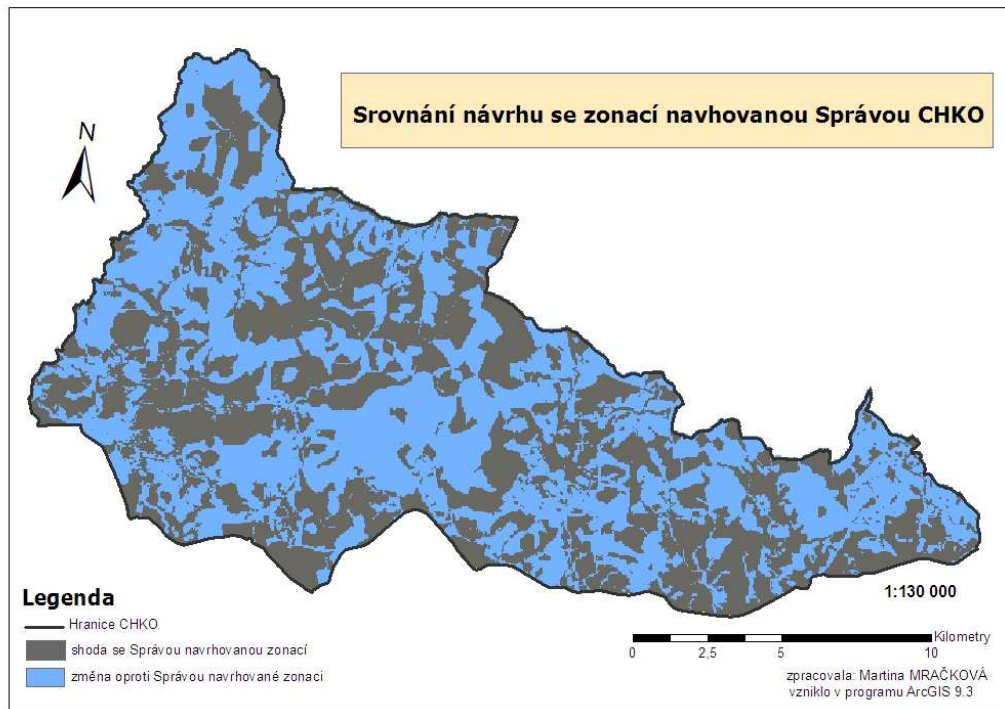 Srovnání návrhu se zonací navhovanou Správou CHKO
N
Legenda
Hranice CHKO
shoda se Správou navrhovanou zonací
změna oproti Správou navrhované zonaci
1:130 000
Kilometry
0 2,5 5 10
zpracovala: Martina MRAČKOVÁ
vzniklo v programu ArcGIS 9.3